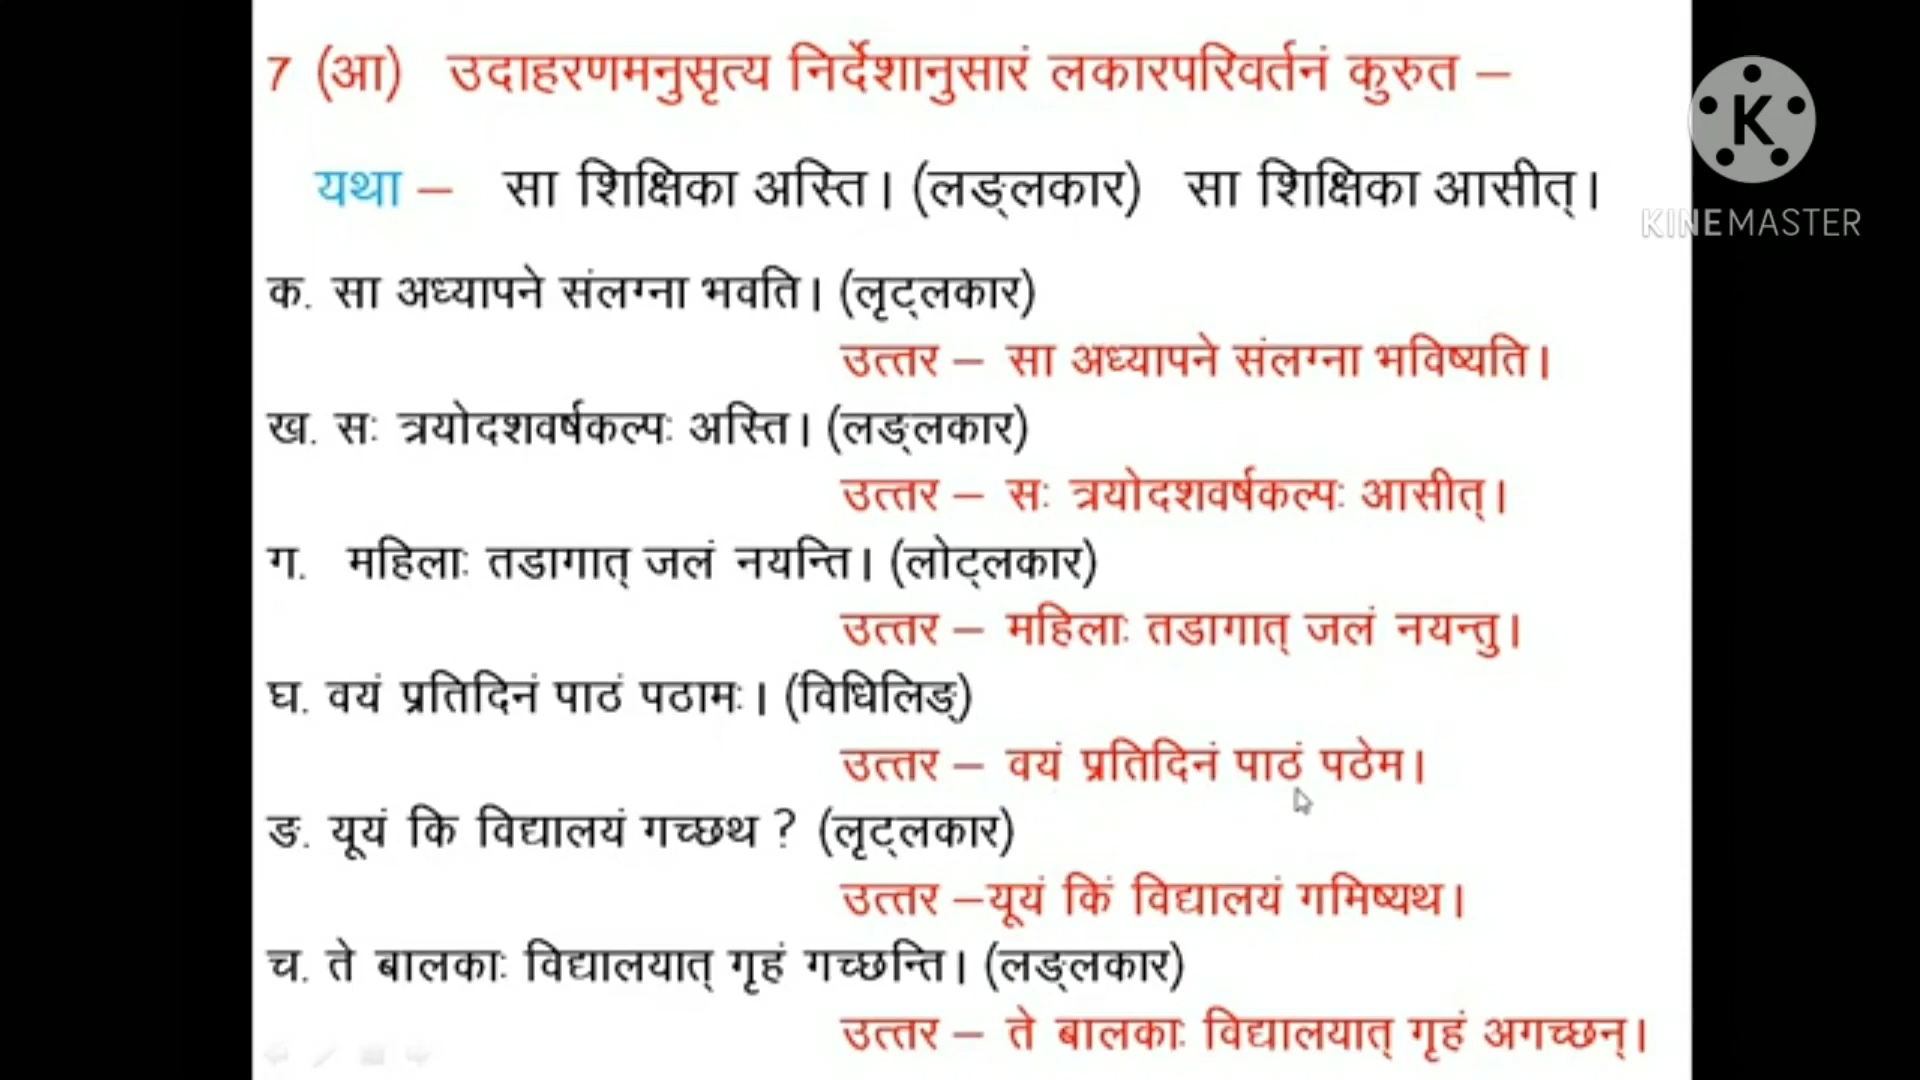 7 (आ) उदाहरणमनुसृत्य निर्देशानुसारं लकारपरिवर्तनं कुरुत –
यथा – सा शिक्षिका अस्ति। (लङ्लकार) सा शिक्षिका आसीत्।
K
KINEMASTER
क. सा अध्यापने संलग्ना भवति। (लृट्लकार)
उत्तर – सा अध्यापने संलग्ना भविष्यति।
ख. सः त्रयोदशवर्षकल्पः अस्ति। (लङ्लकार)
उत्तर – सः त्रयोदशवर्षकल्पः आसीत्।
ग. महिलाः तडागात् जलं नयन्ति। (लोट्लकार)
उत्तर – महिलाः तडागात् जलं नयन्तु।
घ. वयं प्रतिदिनं पाठं पठामः। (विधिलिङ्)
उत्तर – वयं प्रतिदिनं पाठं पठेम।
ङ. यूयं कि विद्यालयं गच्छथ ? (लृट्लकार)
उत्तर –यूयं किं विद्यालयं गमिष्यथ।
च. ते बालकाः विद्यालयात् गृहं गच्छन्ति। (लङ्लकार)
उत्तर – ते बालकाः विद्यालयात् गृहं अगच्छन्।